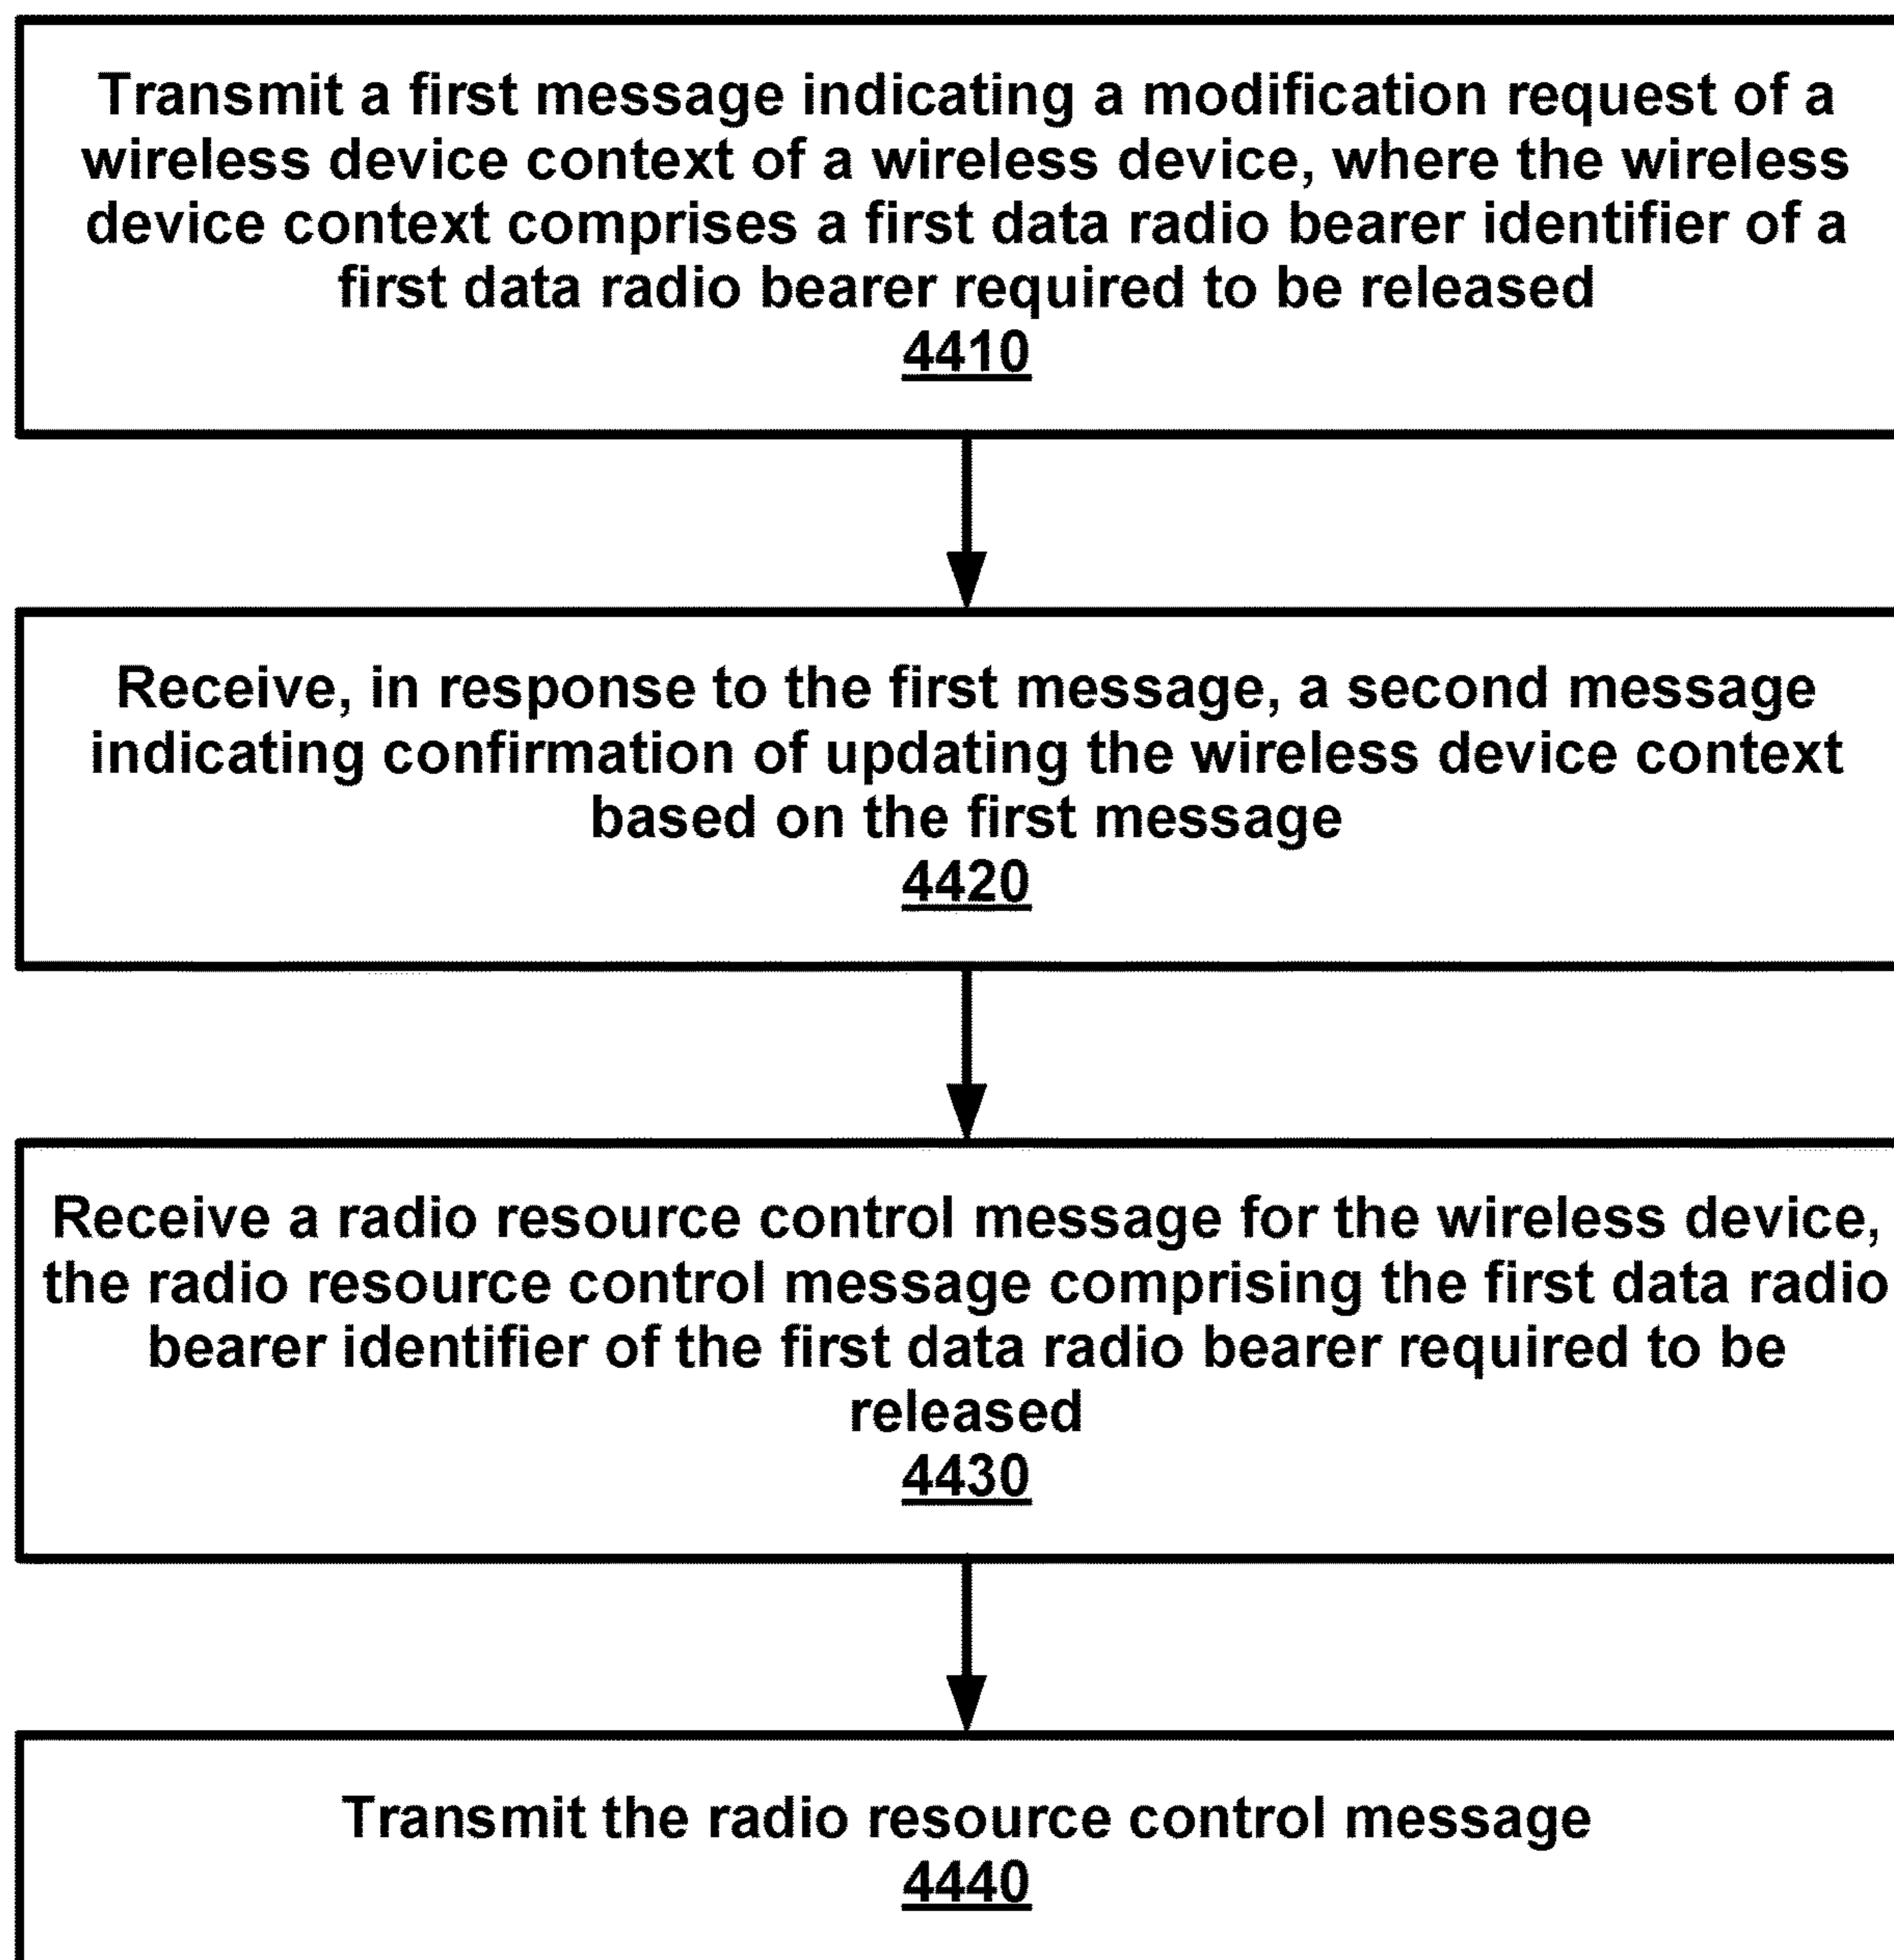 Transmit a first message indicating a modification request of a
wireless device context of a wireless device, where the wireless
device context comprises a first data radio bearer identifier of a
first data radio bearer required to be released
4410
Receive, in response to the first message, a second message
indicating confirmation of updating the wireless device context
based on the first message
4420
Receive a radio resource control message for the wireless device,
the radio resource control message comprising the first data radio
bearer identifier of the first data radio bearer required to be
released
4430
Transmit the radio resource control message
4440